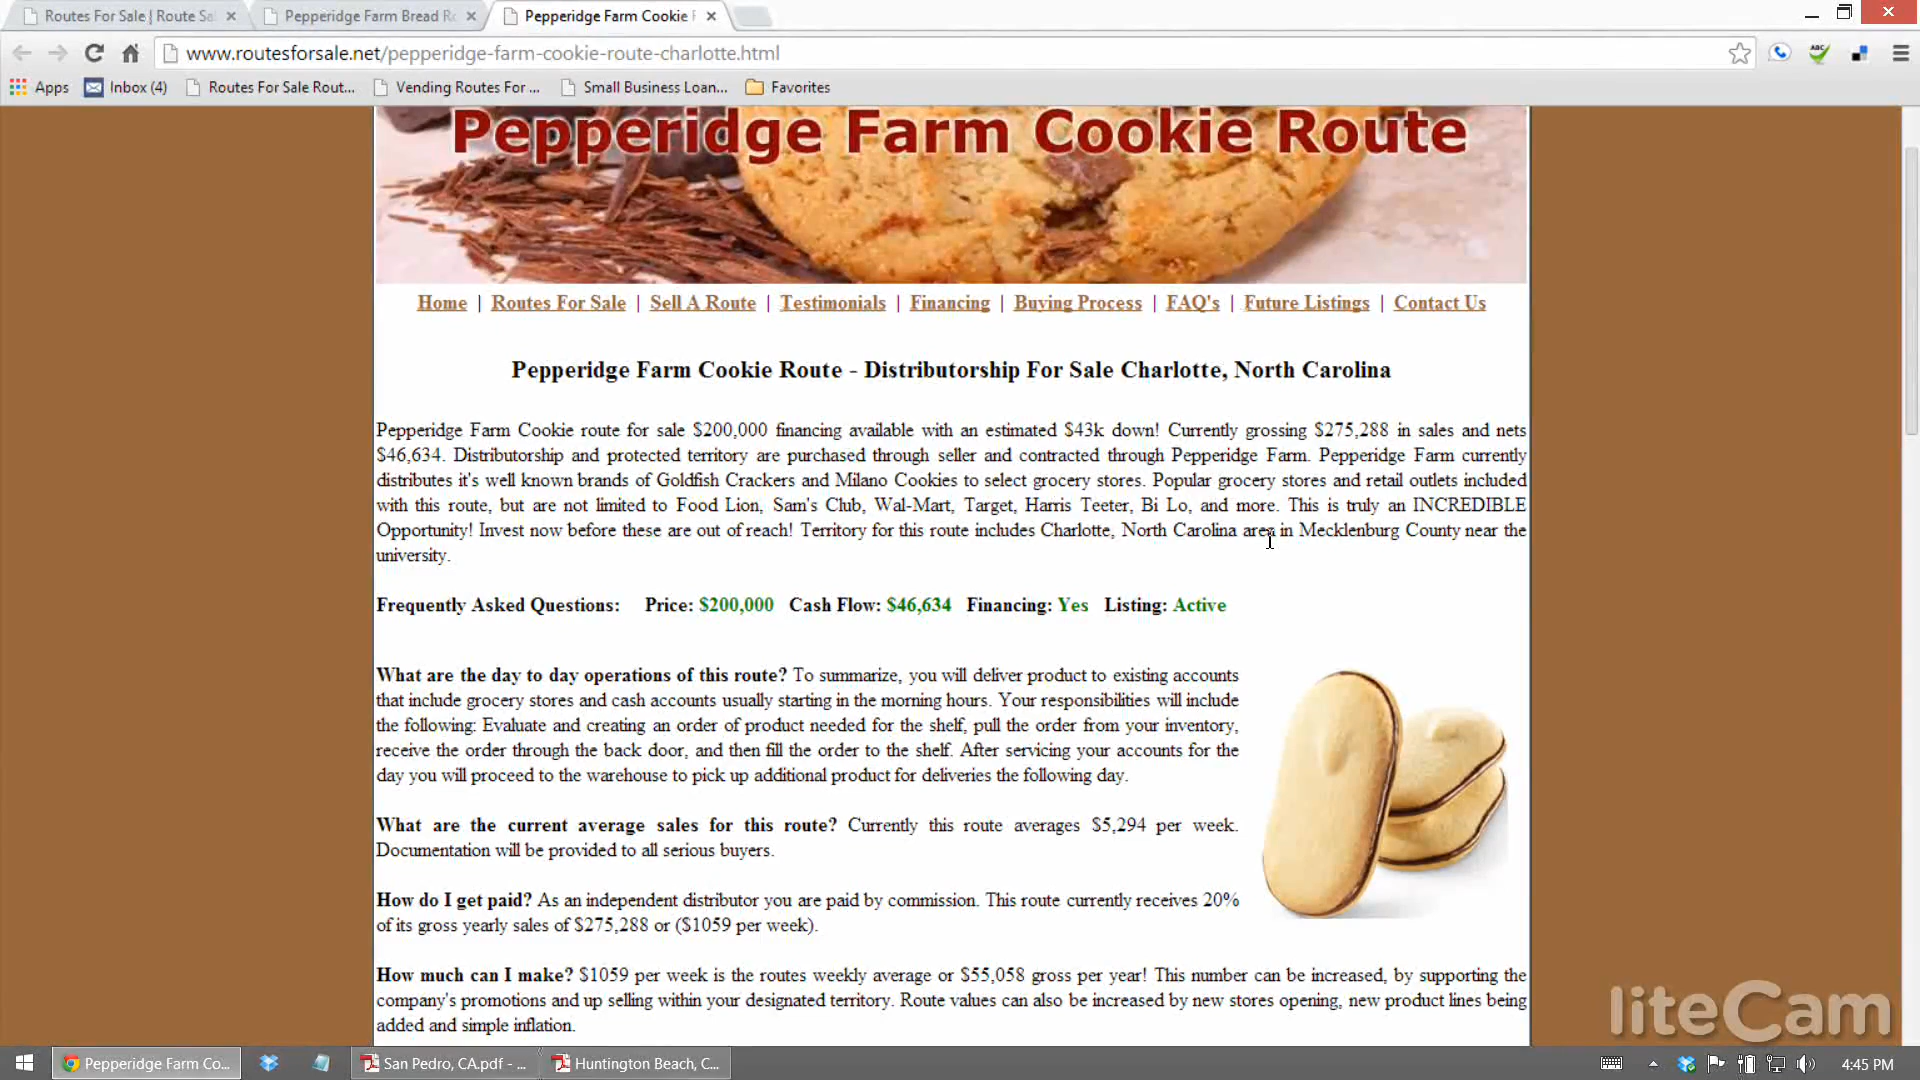 Routes For Sale | Route Sa
Pepperidge Farm Bread Ro
Pepperidge Farm Cookie R
www.routesforsale.net/pepperidge-farm-cookie-route-charlotte.html
ABC
Apps Inbox (4) Routes For Sale Rout... Vending Routes For ... Small Business Loan... Favorites
Pepperidge Farm Cookie Route
Home | Routes For Sale | Sell A Route | Testimonials | Financing | Buying Process | FAQ's | Future Listings | Contact Us
Pepperidge Farm Cookie Route - Distributorship For Sale Charlotte, North Carolina
Pepperidge Farm Cookie route for sale $200,000 financing available with an estimated $43k down! Currently grossing $275,288 in sales and nets
$46,634. Distributorship and protected territory are purchased through seller and contracted through Pepperidge Farm. Pepperidge Farm currently
distributes it's well known brands of Goldfish Crackers and Milano Cookies to select grocery stores. Popular grocery stores and retail outlets included
with this route, but are not limited to Food Lion, Sam's Club, Wal-Mart, Target, Harris Teeter, Bi Lo, and more. This is truly an INCREDIBLE
Opportunity! Invest now before these are out of reach! Territory for this route includes Charlotte, North Carolina area in Mecklenburg County near the
university.
Frequently Asked Questions: Price: $200,000 Cash Flow: $46,634 Financing: Yes Listing: Active
What are the day to day operations of this route? To summarize, you will deliver product to existing accounts
that include grocery stores and cash accounts usually starting in the morning hours. Your responsibilities will include
the following: Evaluate and creating an order of product needed for the shelf, pull the order from your inventory,
receive the order through the back door, and then fill the order to the shelf. After servicing your accounts for the
day you will proceed to the warehouse to pick up additional product for deliveries the following day.
What are the current average sales for this route? Currently this route averages $5,294 per week.
Documentation will be provided to all serious buyers.
How do I get paid? As an independent distributor you are paid by commission. This route currently receives 20%
of its gross yearly sales of $275,288 or ($1059 per week).
How much can I make? $1059 per week is the routes weekly average or $55,058 gross per year! This number can be increased, by supporting the
company's promotions and up selling within your designated territory. Route values can also be increased by new stores opening, new product lines being
added and simple inflation.
liteCam
Pepperidge Farm Co... San Pedro, CA.pdf - ... Huntington Beach, C... 4:45 PM